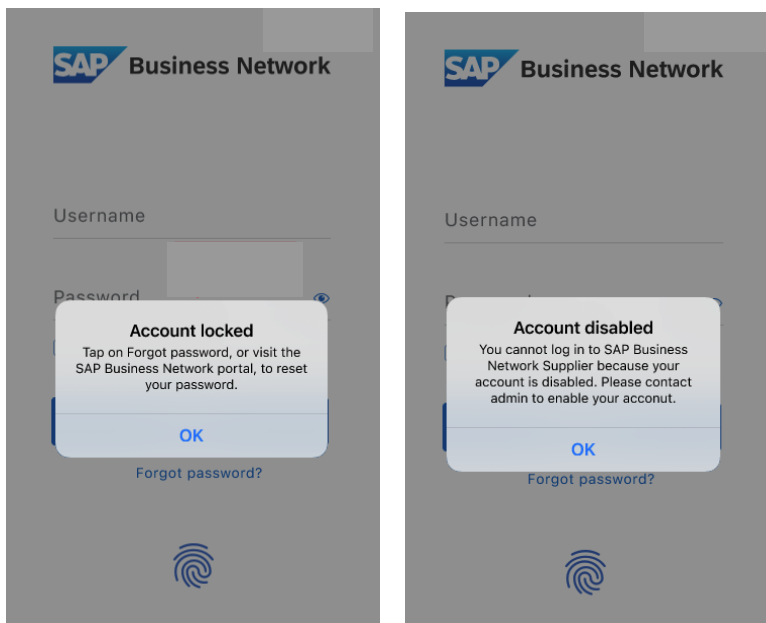 SAP Business Network
Username
Password
Account locked
Tap on Forgot password, or visit the
SAP Business Network portal, to reset
your password.
OK
Forgot password?
SAP Business Network
Username
Account disabled
You cannot log in to SAP Business
Network Supplier because your
account is disabled. Please contact
admin to enable your acconut.
OK
Forgot password?